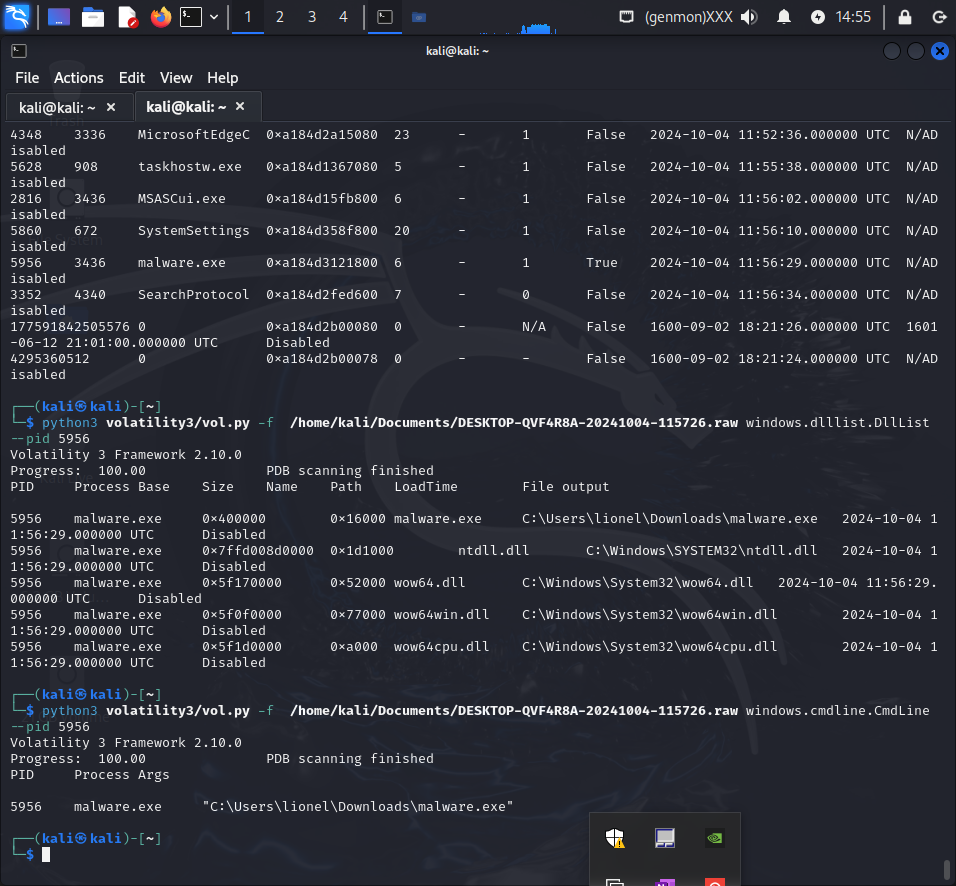 1 2 3 4 (genmon)XXX 14:55
kali@kali: ~
File Actions Edit View Help
kali@kali: ~ × kali@kali: ~ ×
4348 3336 MicrosoftEdgeC 0×a184d2a15080 23 - 1 False 2024-10-04 11:52:36.000000 UTC N/AD
isabled
5628 908 taskhostw.exe 0×a184d1367080 5 - 1 False 2024-10-04 11:55:38.000000 UTC N/AD
isabled
2816 3436 MSASCui.exe 0×a184d15fb800 6 - 1 False 2024-10-04 11:56:02.000000 UTC N/AD
isabled
5860 672 SystemSettings 0×a184d358f800 20 - 1 False 2024-10-04 11:56:10.000000 UTC N/AD
isabled
5956 3436 malware.exe 0×a184d3121800 6 - 1 True 2024-10-04 11:56:29.000000 UTC N/AD
isabled
3352 4340 SearchProtocol 0×a184d2fed600 7 - 0 False 2024-10-04 11:56:34.000000 UTC N/AD
isabled
177591842505576 0 0×a184d2b00080 0 - N/A False 1600-09-02 18:21:26.000000 UTC 1601
-06-12 21:01:00.000000 UTC Disabled
4295360512 0 0×a184d2b00078 0 - - False 1600-09-02 18:21:24.000000 UTC N/AD
isabled
┌──(kali㉿kali)-[~]
└─$ python3 volatility3/vol.py -f /home/kali/Documents/DESKTOP-QVF4R8A-20241004-115726.raw windows.dlllist.DllList
--pid 5956
Volatility 3 Framework 2.10.0
Progress: 100.00 PDB scanning finished
PID Process Base Size Name Path LoadTime File output
5956 malware.exe 0×400000 0×16000 malware.exe C:\Users\lionel\Downloads\malware.exe 2024-10-04 1
1:56:29.000000 UTC Disabled
5956 malware.exe 0×7ffd008d0000 0×1d1000 ntdll.dll C:\Windows\SYSTEM32\ntdll.dll 2024-10-04 1
1:56:29.000000 UTC Disabled
5956 malware.exe 0×5f170000 0×52000 wow64.dll C:\Windows\System32\wow64.dll 2024-10-04 11:56:29.
000000 UTC Disabled
5956 malware.exe 0×5f0f0000 0×77000 wow64win.dll C:\Windows\System32\wow64win.dll 2024-10-04 1
1:56:29.000000 UTC Disabled
5956 malware.exe 0×5f1d0000 0×a000 wow64cpu.dll C:\Windows\System32\wow64cpu.dll 2024-10-04 1
1:56:29.000000 UTC Disabled
┌──(kali㉿kali)-[~]
└─$ python3 volatility3/vol.py -f /home/kali/Documents/DESKTOP-QVF4R8A-20241004-115726.raw windows.cmdline.CmdLine
--pid 5956
Volatility 3 Framework 2.10.0
Progress: 100.00 PDB scanning finished
PID Process Args
5956 malware.exe "C:\Users\lionel\Downloads\malware.exe"
┌──(kali㉿kali)-[~]
└─$